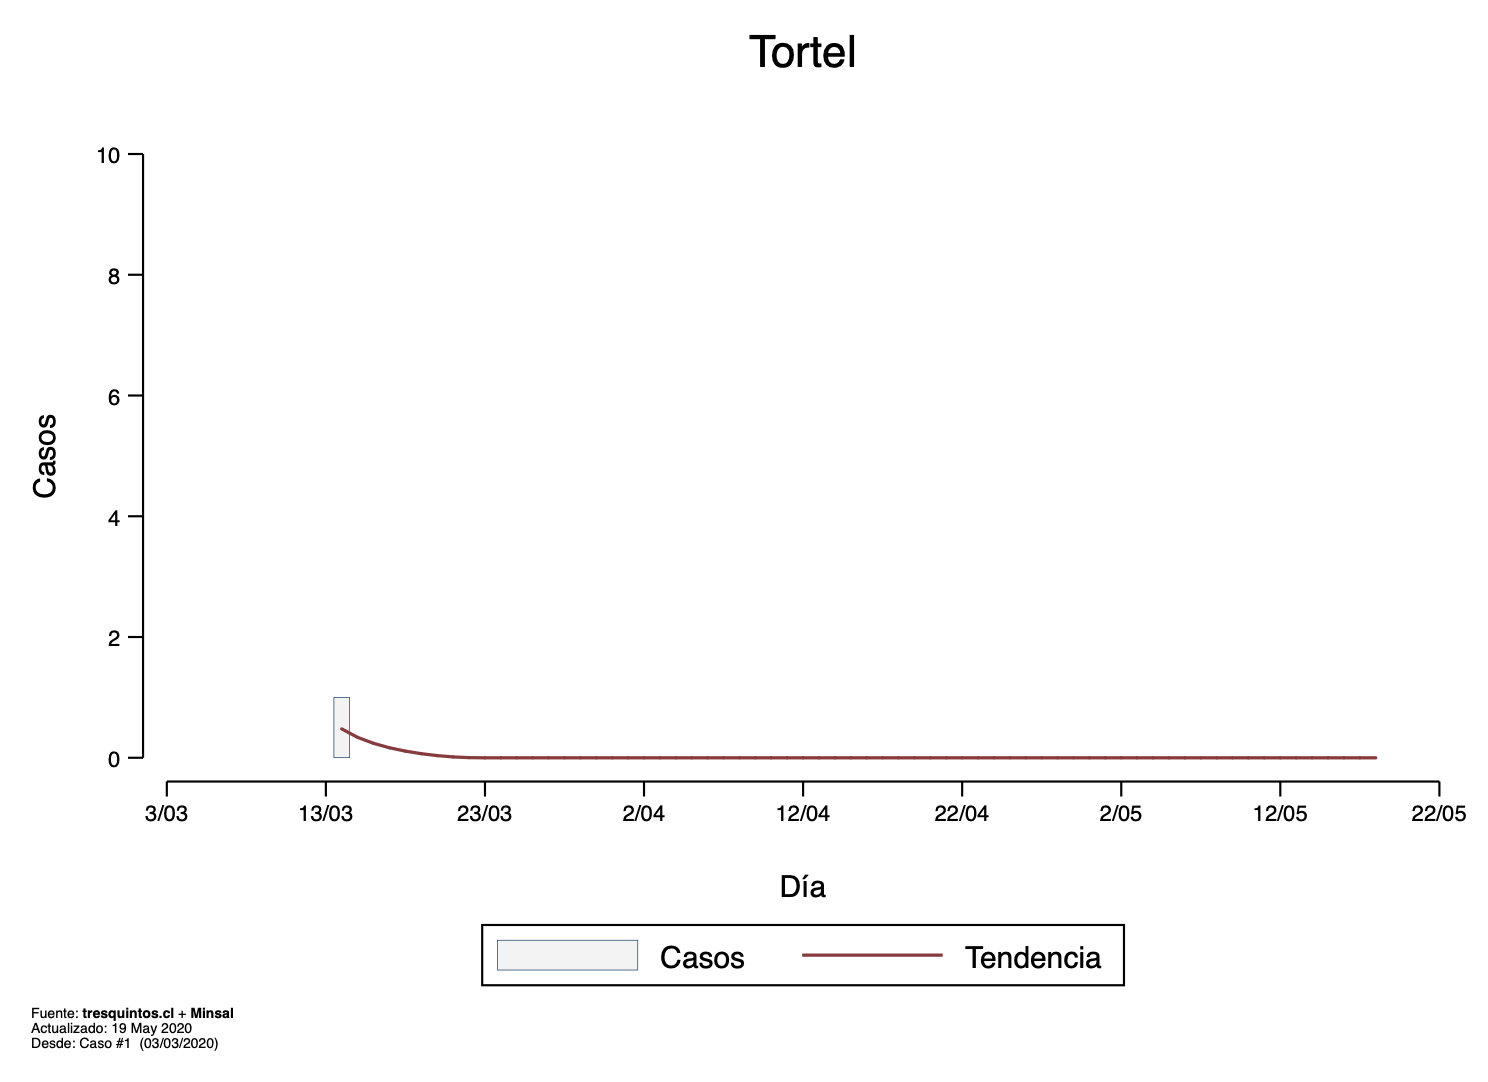 Tortel
10
8
6
4
2
0
Casos
3/03 13/03 23/03 2/04 12/04 22/04 2/05 12/05 22/05
Día
Casos Tendencia
Fuente: tresquintos.cl + Minsal
Actualizado: 19 May 2020
Desde: Caso #1 (03/03/2020)